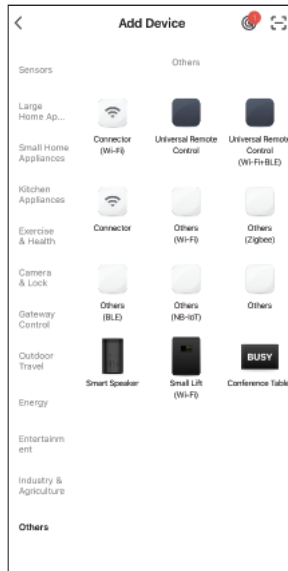 Add Device
Sensors
Large
Home Ap...
Small Home
Appliances
Kitchen
Appliances
Exercise
& Health
Camera
& Lock
Gateway
Control
Outdoor
Travel
Energy
Entertainm
ent
Industry &
Agriculture
Others
Others
Connector
(Wi-Fi)
Universal Remote
Control
Universal Remote
Control
(Wi-Fi+BLE)
Connector
Others
(Wi-Fi)
Others
(Zigbee)
Others
(BLE)
Others
(NB-IoT)
Others
BUSY
Smart Speaker
Small Lift
(Wi-Fi)
Conference Table